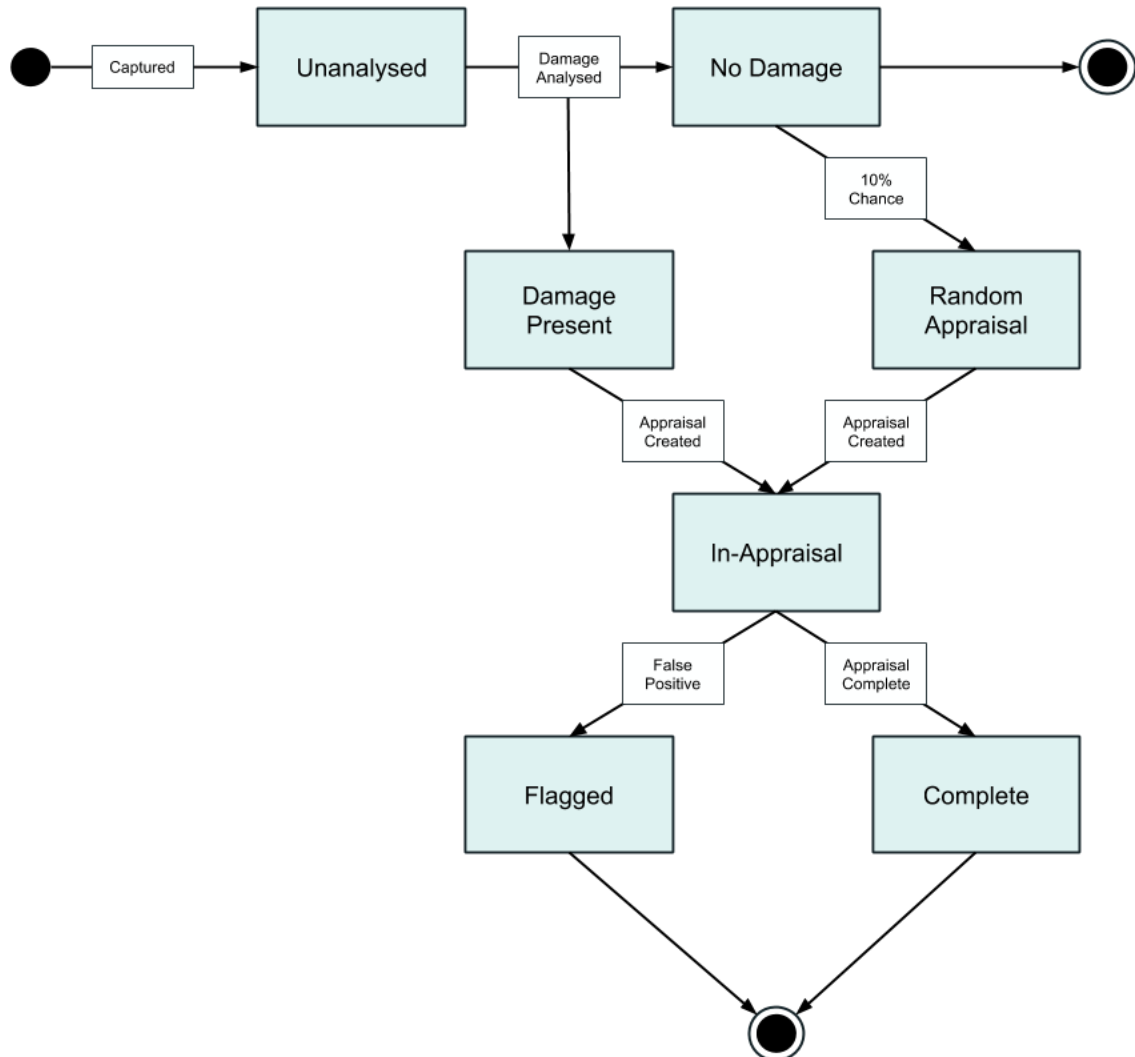 Captured
Unanalysed
Damage
Analysed
No Damage
10%
Chance
Damage
Present
Random
Appraisal
Appraisal
Created
Appraisal
Created
In-Appraisal
False
Positive
Appraisal
Complete
Flagged
Complete